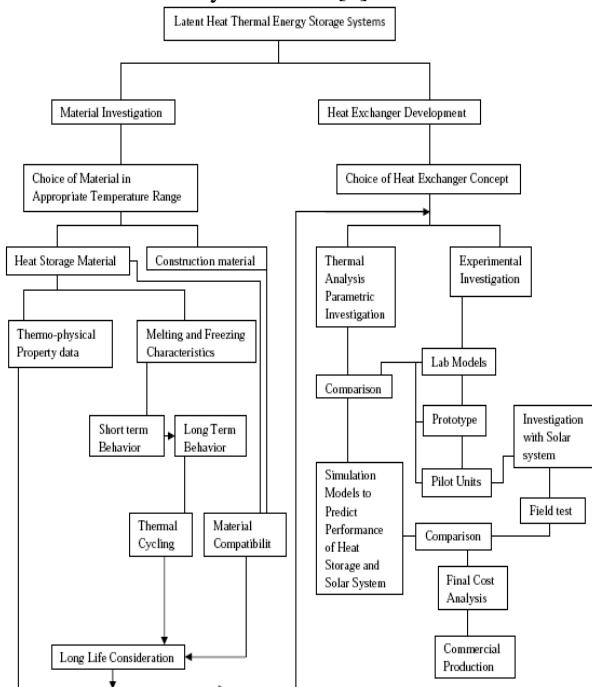 Latent Heat Thermal Energy Storage Systems
Material Investigation
Heat Exchanger Development
Choice of Material in
Appropriate Temperature Range
Choice of Heat Exchanger Concept
Heat Storage Material
Construction material
Thermal
Analysis
Parametric
Investigation
Experimental
Investigation
Thermo-physical
Property data
Melting and Freezing
Characteristics
Lab Models
Comparison
Short term
Behavior
Long Term
Behavior
Prototype
Investigation
with Solar
system
Pilot Units
Simulation
Models to
Predict
Performance
of Heat
Storage and
Solar System
Field test
Thermal
Cycling
Material
Compatibilit
Comparison
Final Cost
Analysis
Long Life Consideration
Commercial
Production